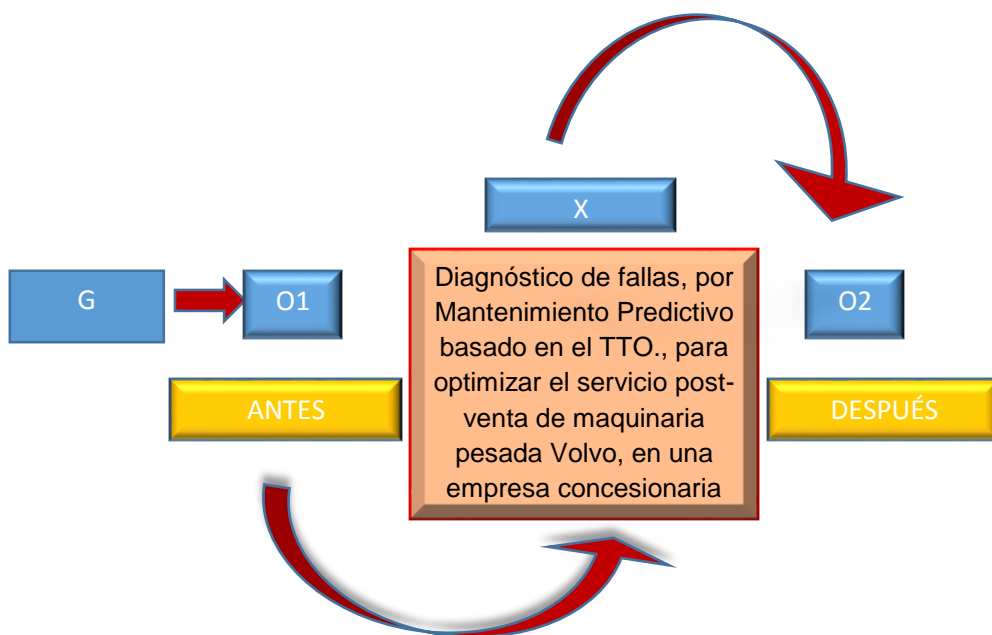 X
G
O1
Diagnóstico de fallas, por
Mantenimiento Predictivo
basado en el TTO., para
optimizar el servicio post-
venta de maquinaria
pesada Volvo, en una
empresa concesionaria
O2
ANTES
DESPUÉS